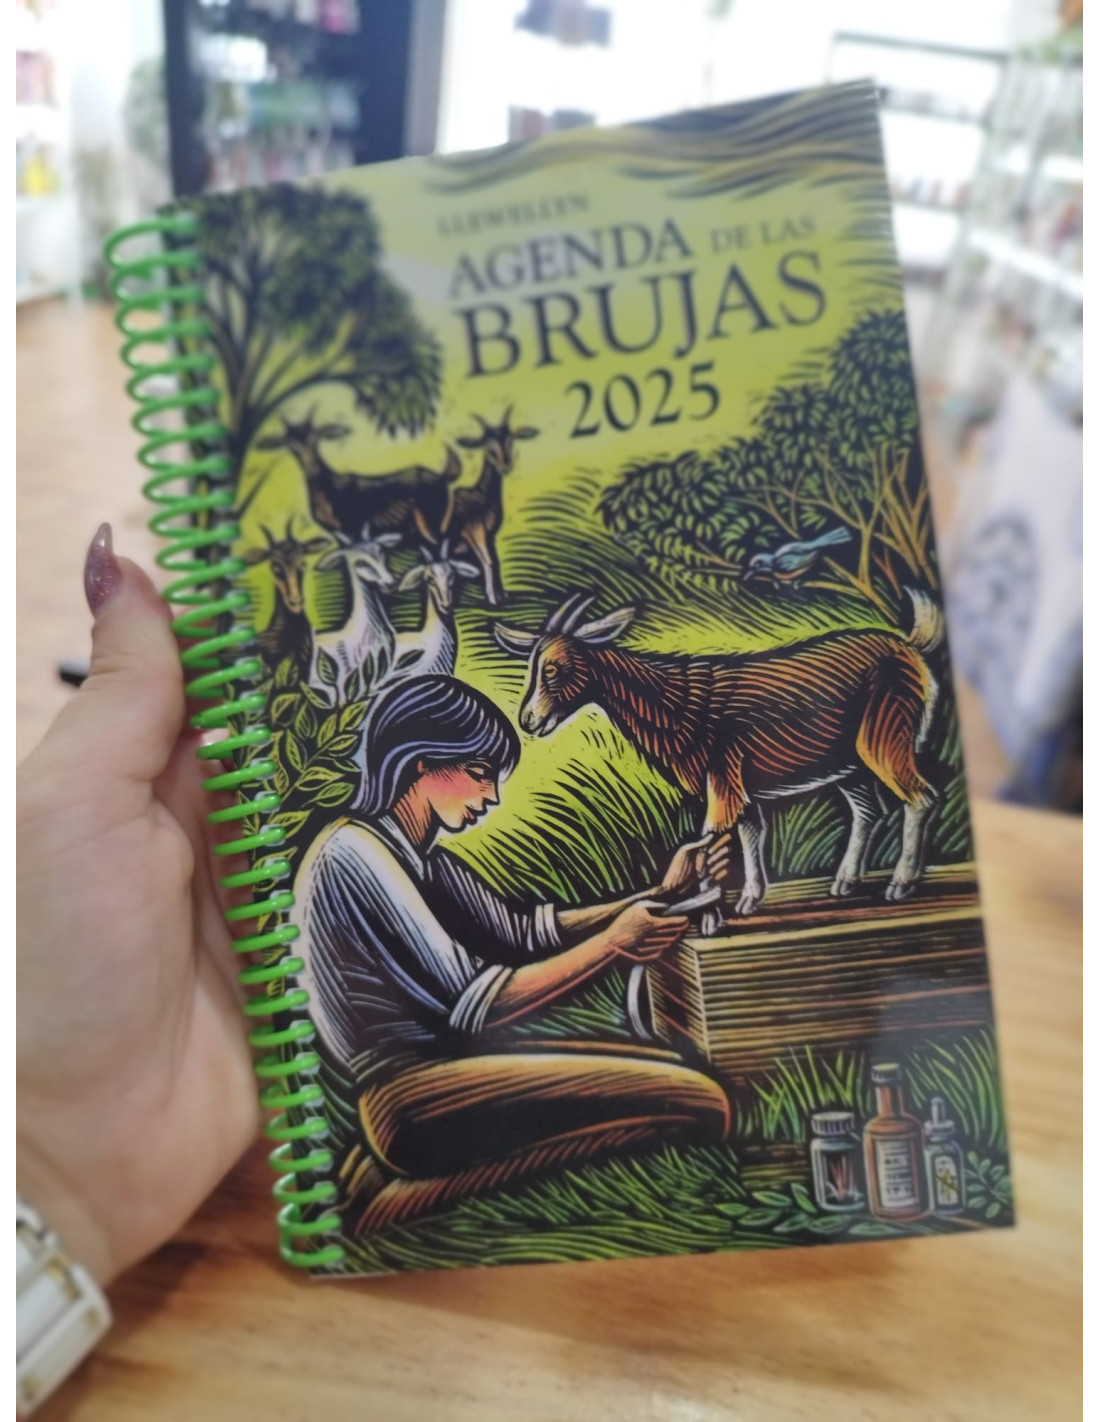 LLEWELLYN
AGENDA DE LAS
BRUJAS
2025